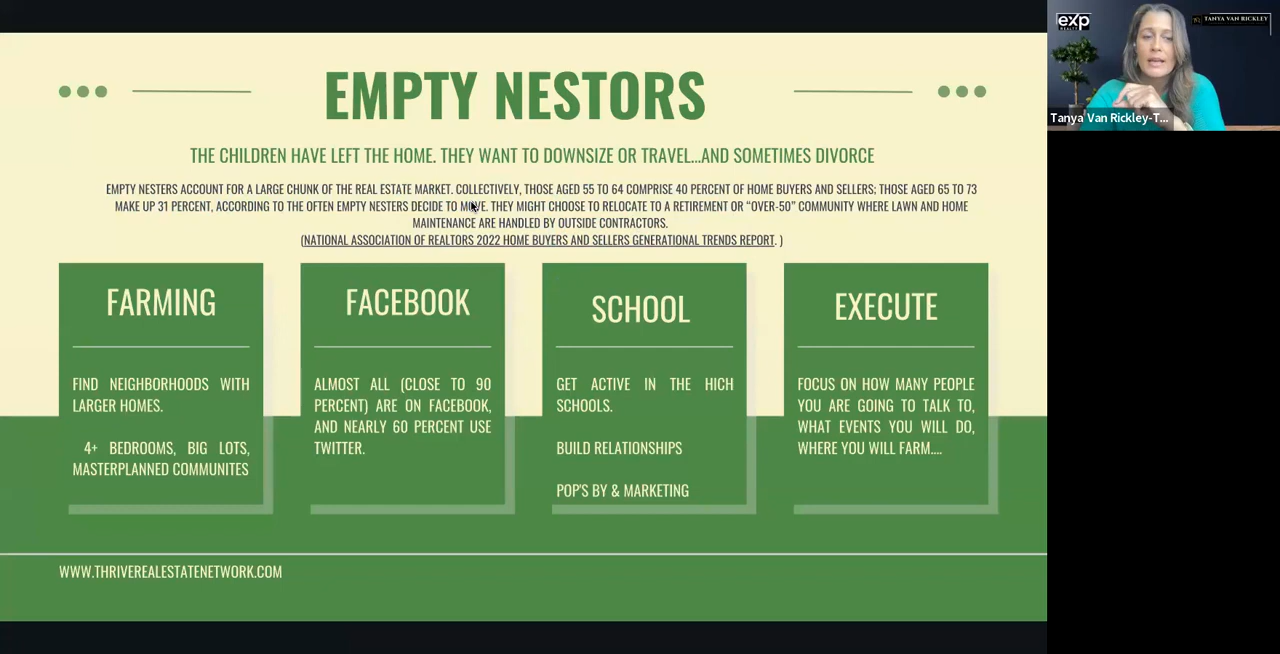 EMPTY NESTORS
THE CHILDREN HAVE LEFT THE HOME. THEY WANT TO DOWNSIZE OR TRAVEL...AND SOMETIMES DIVORCE
EMPTY NESTERS ACCOUNT FOR A LARGE CHUNK OF THE REAL ESTATE MARKET. COLLECTIVELY, THOSE AGED 55 TO 64 COMPRISE 40 PERCENT OF HOME BUYERS AND SELLERS; THOSE AGED 65 TO 73
MAKE UP 31 PERCENT, ACCORDING TO THE OFTEN EMPTY NESTERS DECIDE TO MOVE. THEY MIGHT CHOOSE TO RELOCATE TO A RETIREMENT OR “OVER-50” COMMUNITY WHERE LAWN AND HOME
MAINTENANCE ARE HANDLED BY OUTSIDE CONTRACTORS.
(NATIONAL ASSOCIATION OF REALTORS 2022 HOME BUYERS AND SELLERS GENERATIONAL TRENDS REPORT. )
FARMING
FIND NEIGHBORHOODS WITH
LARGER HOMES.
4+ BEDROOMS, BIG LOTS,
MASTERPLANNED COMMUNITES
FACEBOOK
ALMOST ALL (CLOSE TO 90
PERCENT) ARE ON FACEBOOK,
AND NEARLY 60 PERCENT USE
TWITTER.
SCHOOL
GET ACTIVE IN THE HICH
SCHOOLS.
BUILD RELATIONSHIPS
POP'S BY & MARKETING
EXECUTE
FOCUS ON HOW MANY PEOPLE
YOU ARE GOING TO TALK TO,
WHAT EVENTS YOU WILL DO,
WHERE YOU WILL FARM....
WWW.THRIVEREALESTATENETWORK.COM
exp
REALTY
TANYA VAN RICKLEY
Tanya Van Rickley-T...